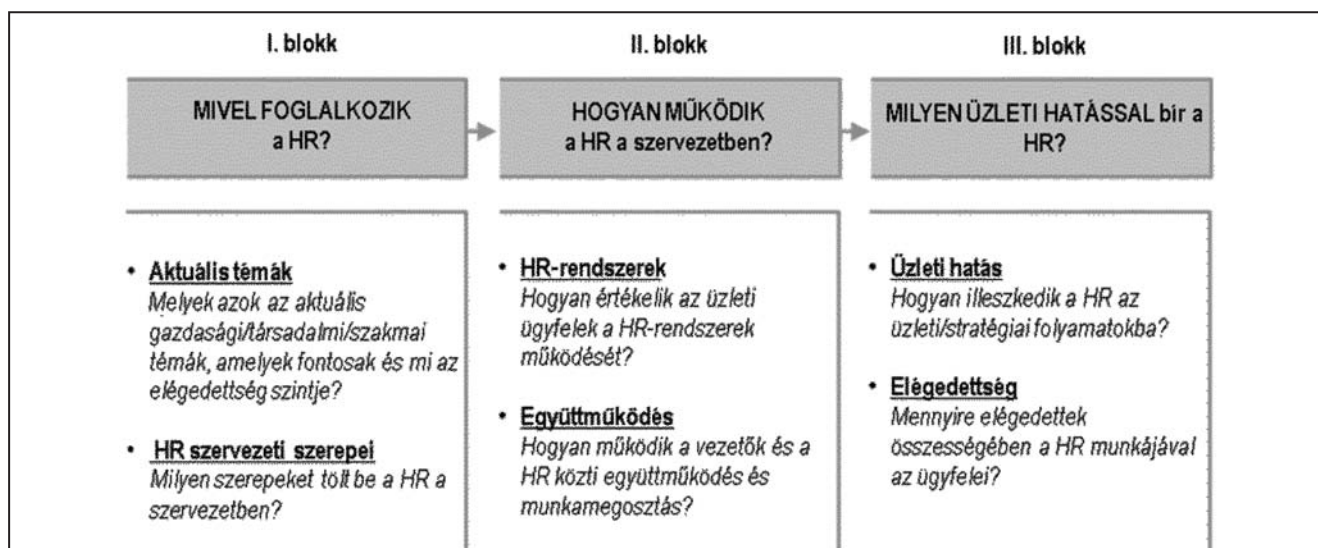 I. blokk
MIVEL FOGLALKOZIK
a HR?
• Aktuális témák
Melyek azok az aktuális
gazdasági/társadalmi/szakmai
témák, amelyek fontosak és mi az
elégedettség szintje?
• HR szervezeti szerepei
Milyen szerepeket tölt be a HR a
szervezetben?
II. blokk
HOGYAN MŰKÖDIK
a HR a szervezetben?
• HR-rendszerek
Hogyan értékelik az üzleti
ügyfelek a HR-rendszerek
működését?
• Együttműködés
Hogyan működik a vezetők és a
HR közti együttműködés és
munkamegosztás?
III. blokk
MILYEN ÜZLETI HATÁSSAL bír a
HR?
• Üzleti hatás
Hogyan illeszkedik a HR az
üzleti/stratégiai folyamatokba?
• Elégedettség
Mennyire elégedettek
összességében a HR munkájával
az ügyfelei?